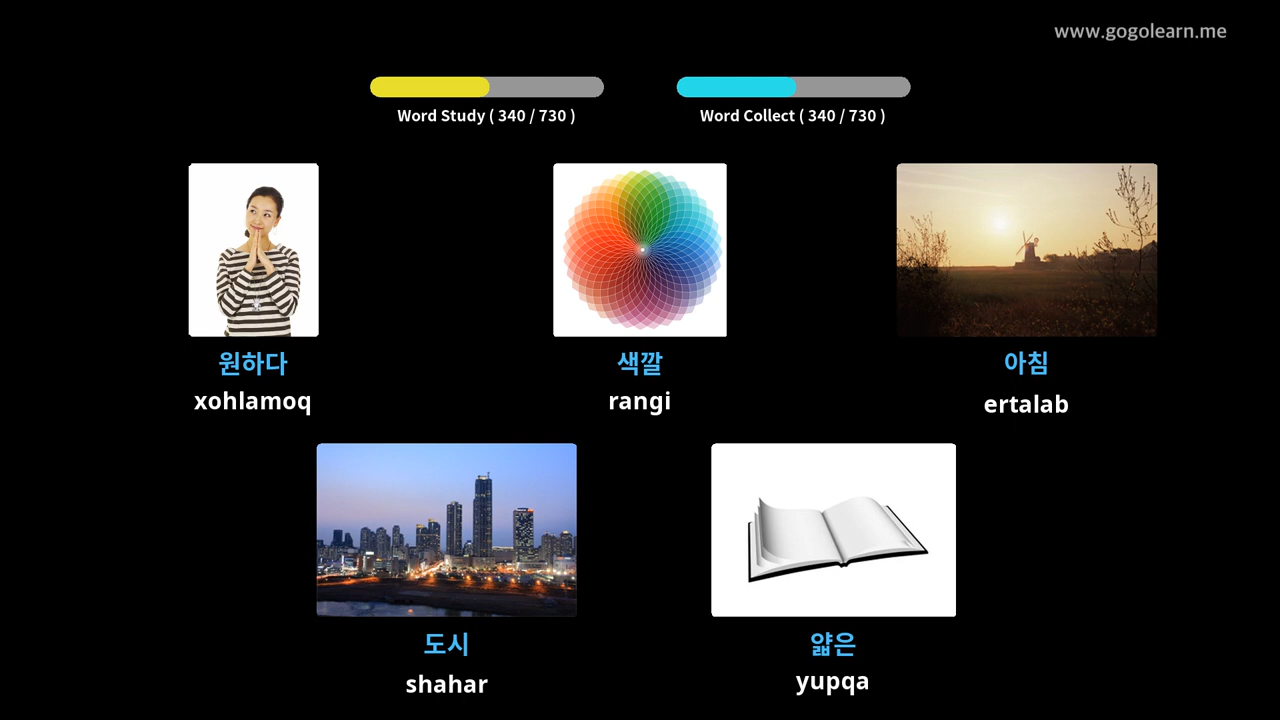 www.gogolearn.me
Word Study ( 340 / 730 )
Word Collect ( 340 / 730 )
원하다
xohlamoq
색깔
rangi
아침
ertalab
도시
shahar
얇은
yupqa